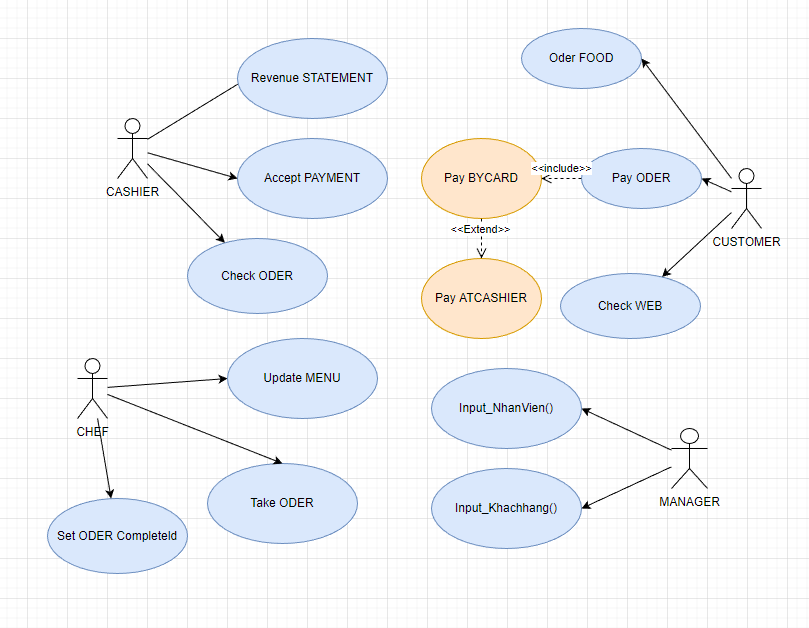 Oder FOOD
Revenue STATEMENT
<<include>>
Accept PAYMENT
Pay BYCARD
Pay ODER
CASHIER
<<Extend>>
CUSTOMER
Check ODER
Pay ATCASHIER
Check WEB
Update MENU
Input_NhanVien()
CHEF
Take ODER
Input_Khachhang()
MANAGER
Set ODER CompleteId